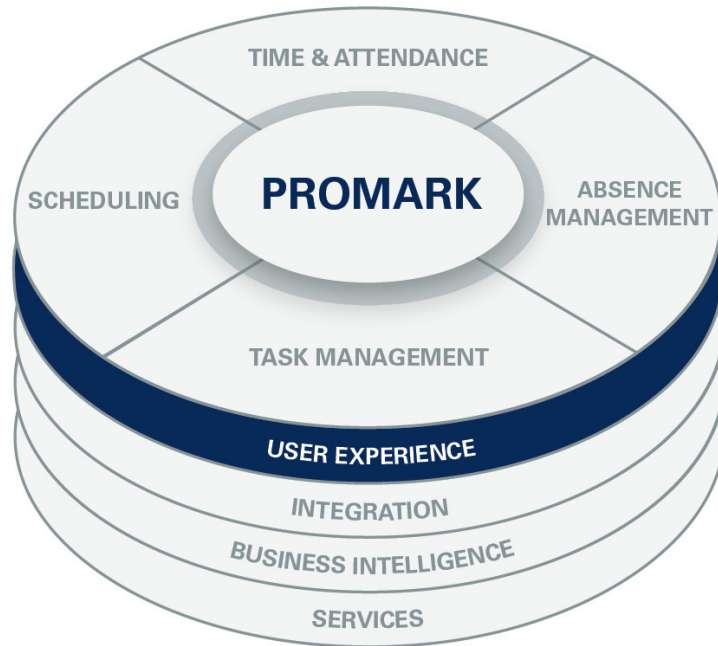 TIME & ATTENDANCE
SCHEDULING
PROMARK
ABSENCE
MANAGEMENT
TASK MANAGEMENT
USER EXPERIENCE
INTEGRATION
BUSINESS INTELLIGENCE
SERVICES